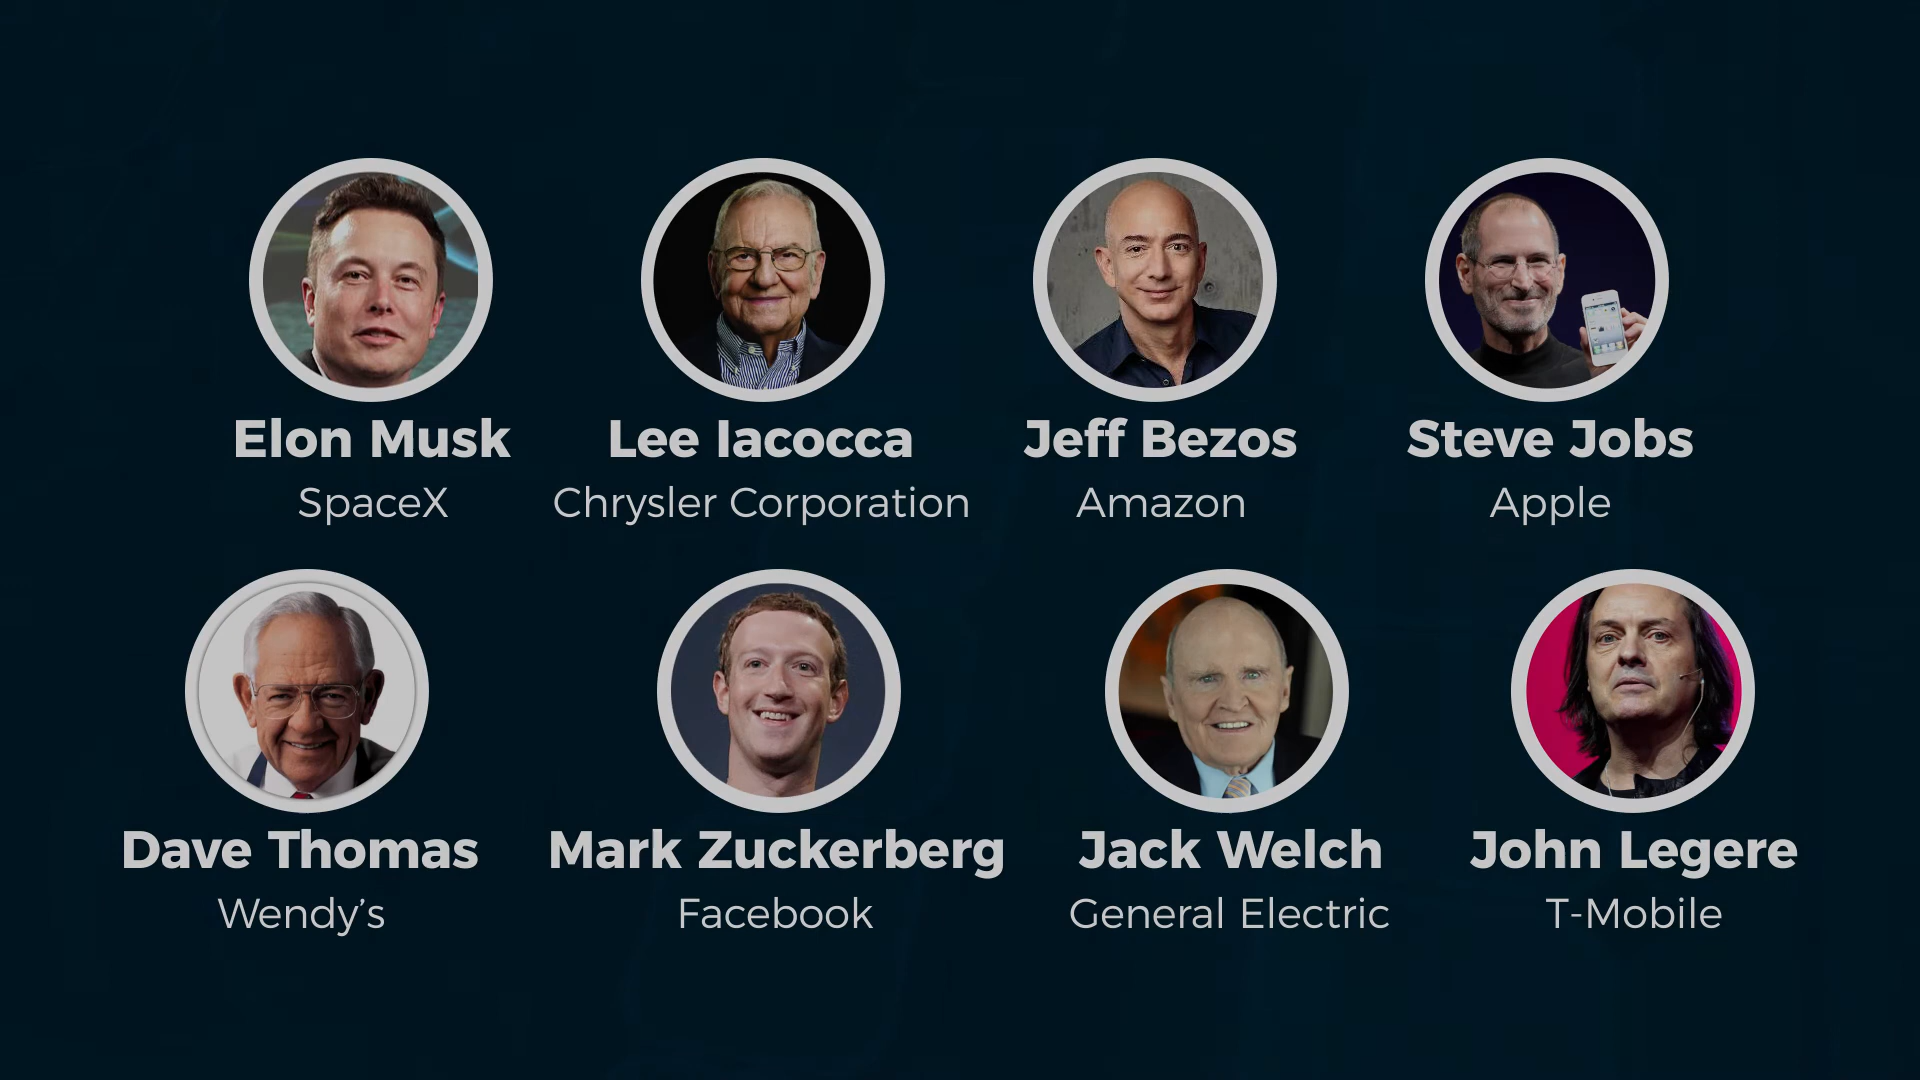 Elon Musk
SpaceX
Lee Iacocca
Chrysler Corporation
Jeff Bezos
Amazon
Steve Jobs
Apple
Dave Thomas
Wendy’s
Mark Zuckerberg
Facebook
Jack Welch
General Electric
John Legere
T-Mobile